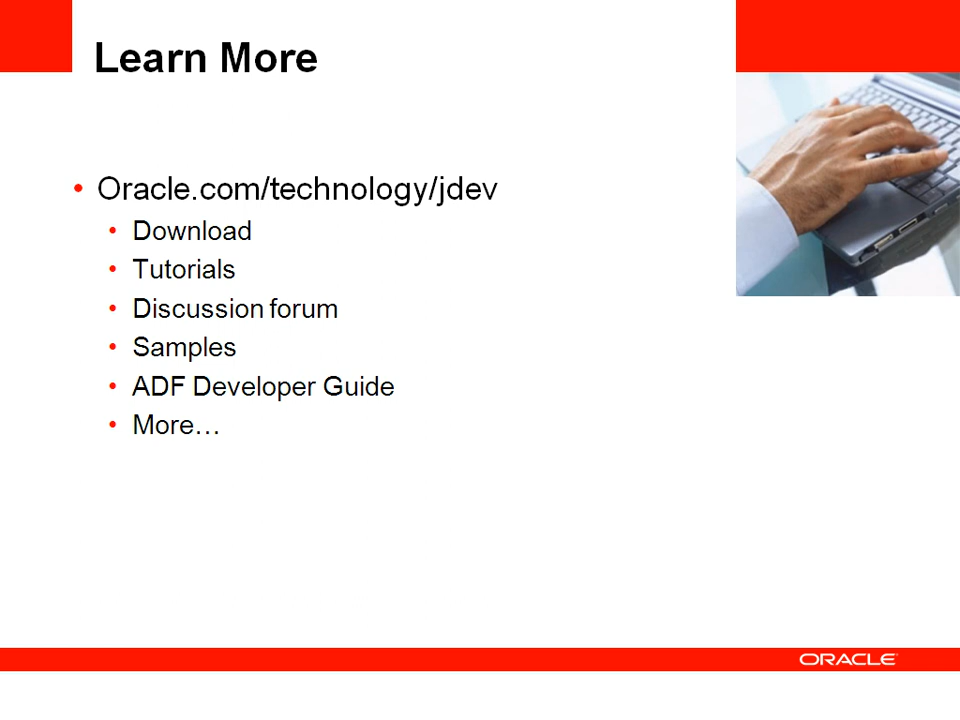 Learn More
• Oracle.com/technology/jdev
• Download
• Tutorials
• Discussion forum
• Samples
• ADF Developer Guide
• More…
ORACLE